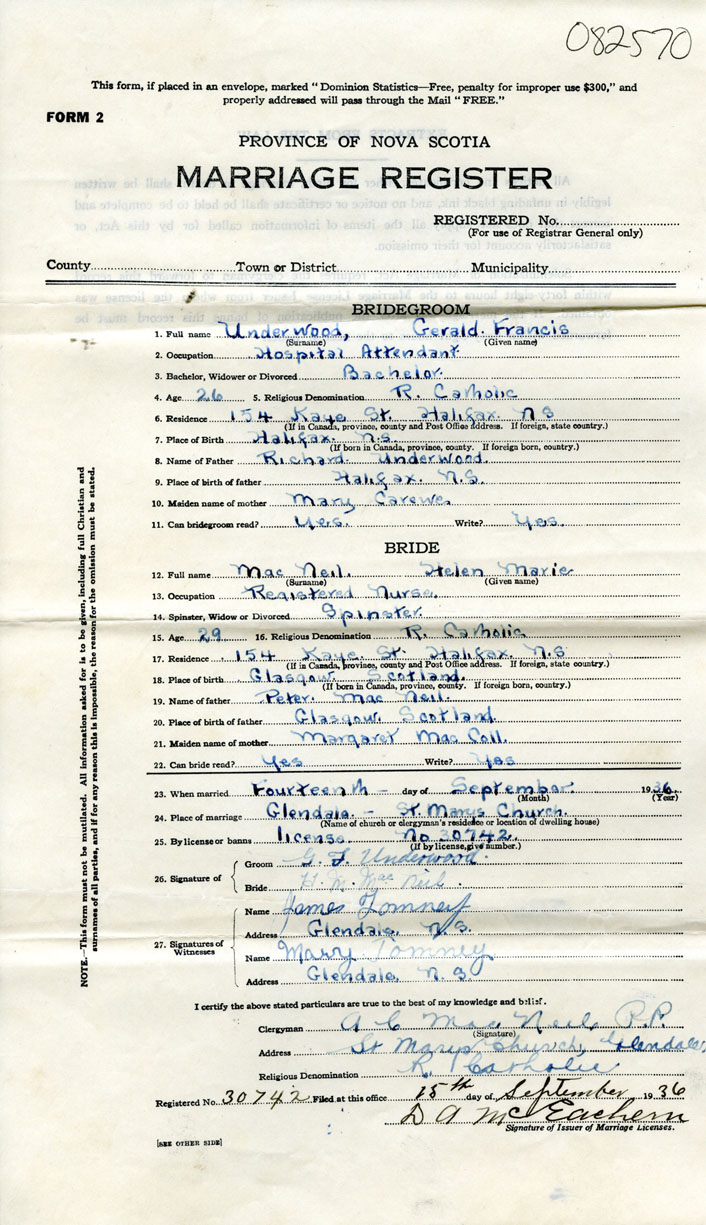 082570
This form, if placed in an envelope, marked "Dominion Statistics—Free, penalty for improper use $300," and
properly addressed will pass through the Mail "FREE."
FORM 2
PROVINCE OF NOVA SCOTIA
MARRIAGE REGISTER
REGISTERED No.
(For use of Registrar General only)
County Town or District Municipality
BRIDEGROOM
1. Full name Underwood, Gerald. Francis
(Surname) (Given name)
2. Occupation Hospital Attendant
3. Bachelor, Widower or Divorced Bachelor.
4. Age 26 5. Religious Denomination R. Catholic
6. Residence 154 Kaye St. Halifax. NS
(If in Canada, province, county and Post Office address. If foreign, state country.)
7. Place of Birth Halifax. N.S.
(If born in Canada, province, county. If foreign born, country.)
8. Name of Father Richard Underwood.
9. Place of birth of father Halifax. N.S.
10. Maiden name of mother Mary Carewe.
11. Can bridegroom read? Yes. Write? Yes.
BRIDE
12. Full name Mac Neil. Helen Marie
(Surname) (Given name)
13. Occupation Registered Nurse.
14. Spinster, Widow or Divorced Spinster.
15. Age 29 16. Religious Denomination R. Catholic
17. Residence 154 Kaye. St. Halifax. N.S
(If in Canada, province, county and Post Office address. If foreign, state country.)
18. Place of birth Glasgow Scotland.
(If born in Canada, province, county. If foreign born, country.)
19. Name of father Peter. Mac Neil.
20. Place of birth of father Glasgow. Scotland.
21. Maiden name of mother Margaret Mac Coll.
22. Can bride read? Yes Write? Yes
23. When married Fourteenth — day of September 1936.
(Month) (Year)
24. Place of marriage Glendale. — St. Marys Church.
(Name of church or clergyman's residence or location of dwelling house)
25. By license or banns license No 30742.
(If by license, give number.)
26. Signature of
Groom G. F. Underwood.
Bride H. M. Mac Neil.
27. Signatures of Witnesses
Name James Tomney
Address Glendale, N.S.
Name Mary Tomney
Address Glendale, N.S.
I certify the above stated particulars are true to the best of my knowledge and belief.
Clergyman A C Mac Neil, P.P.
(Signature)
Address St Marys Church, Glendale,
Religious Denomination R. Catholic
Registered No. 30742 Filed at this office 15th day of September 1936
D A McEachern
Signature of Issuer of Marriage Licenses.
[SEE OTHER SIDE]
NOTE.—This form must not be mutilated. All information asked for is to be given, including full Christian and
surnames of all parties, and if for any reason this is impossible, the reason for the omission must be stated.